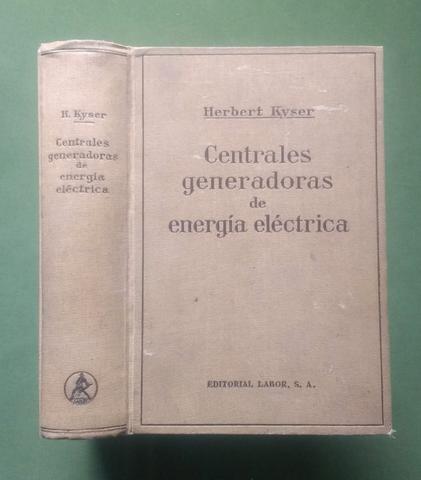 H. Kyser
Centrales
generadoras
de
energía
eléctrica
Herbert Kyser
Centrales
generadoras
de
energía eléctrica
EDITORIAL LABOR, S. A.